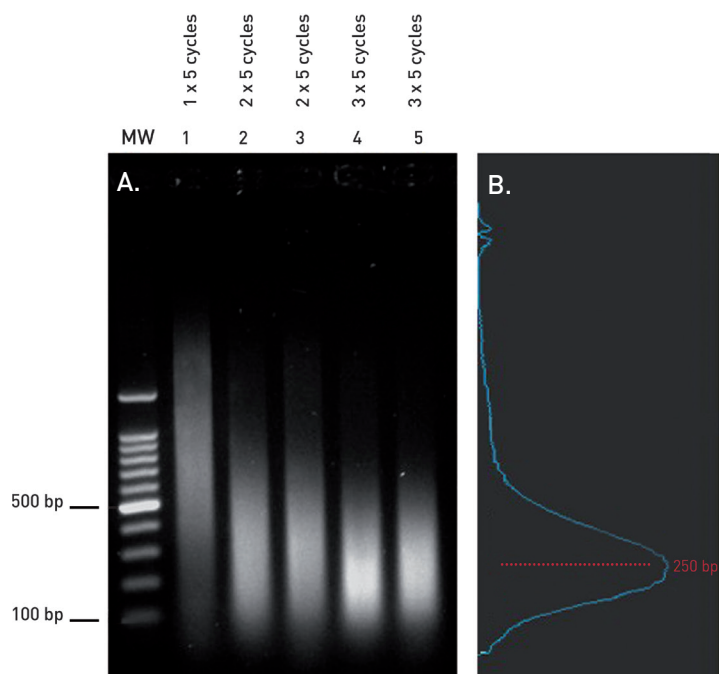 1 x 5 cycles
2 x 5 cycles
2 x 5 cycles
3 x 5 cycles
3 x 5 cycles
MW 1 2 3 4 5
A. B.
500 bp
250 bp
100 bp